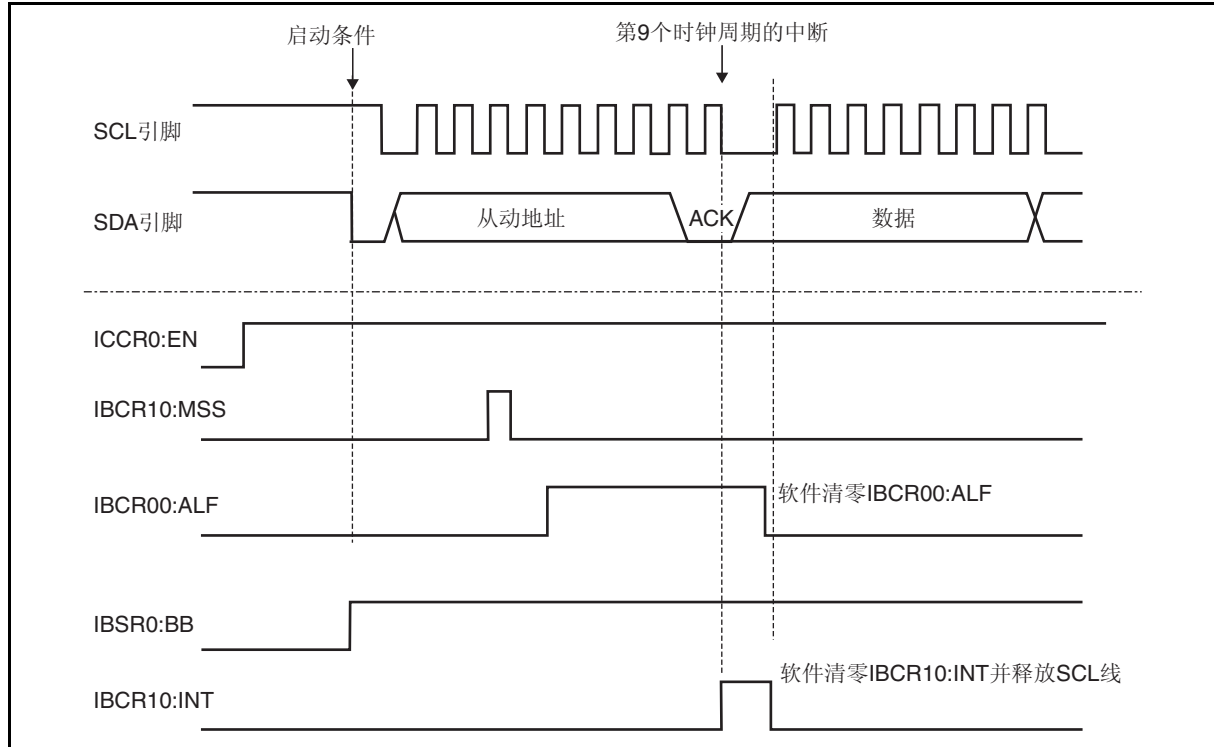 启动条件
第9个时钟周期的中断
SCL引脚
SDA引脚
从动地址
ACK
数据
ICCR0:EN
IBCR10:MSS
IBCR00:ALF
软件清零IBCR00:ALF
IBSR0:BB
软件清零IBCR10:INT并释放SCL线
IBCR10:INT